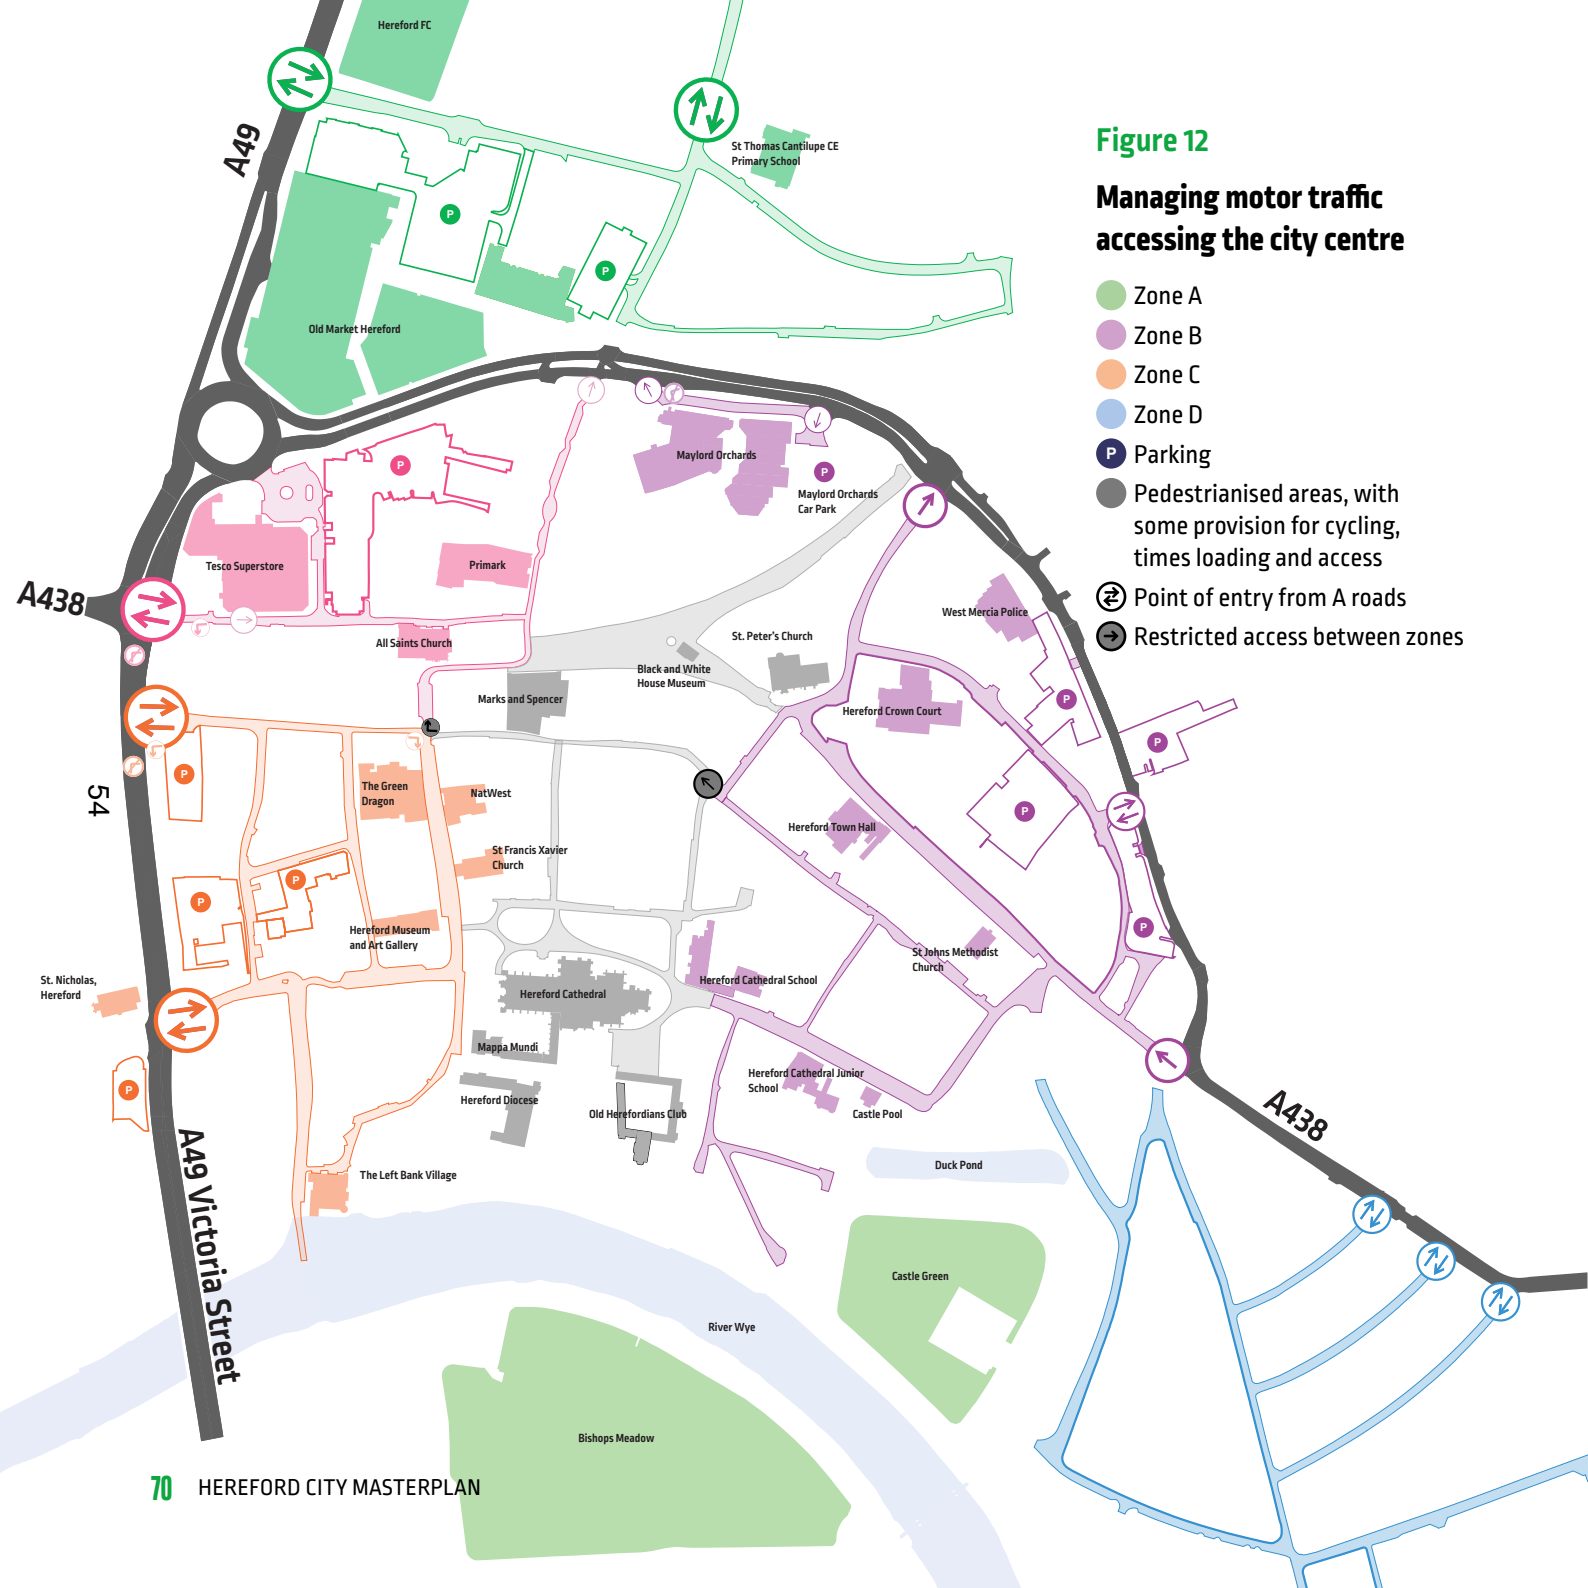 Hereford FC
A49
St Thomas Cantilupe CE
Primary School
P
P
Old Market Hereford
Figure 12
Managing motor traffic
accessing the city centre
Zone A
Zone B
Zone C
Zone D
P Parking
Pedestrianised areas, with
some provision for cycling,
times loading and access
Point of entry from A roads
Restricted access between zones
Maylord Orchards
P
P
Maylord Orchards
Car Park
Tesco Superstore
Primark
A438
All Saints Church
West Mercia Police
St. Peter's Church
Black and White
House Museum
Marks and Spencer
Hereford Crown Court
P
P
P
P
The Green
Dragon
NatWest
54
Hereford Town Hall
St Francis Xavier
Church
P
P
Hereford Museum
and Art Gallery
P
St Johns Methodist
Church
St. Nicholas,
Hereford
Hereford Cathedral
Hereford Cathedral School
Mappa Mundi
Hereford Cathedral Junior
School
P
Hereford Diocese
Old Herefordians Club
Castle Pool
A438
The Left Bank Village
Duck Pond
A49 Victoria Street
Castle Green
River Wye
Bishops Meadow
70 HEREFORD CITY MASTERPLAN